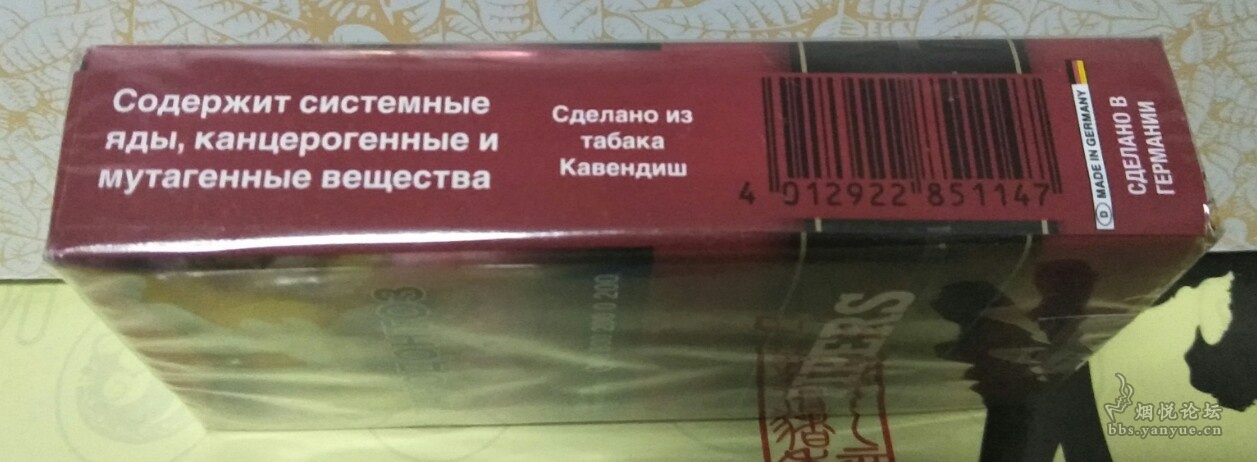 Содержит системные
яды, канцерогенные и
мутагенные вещества
Сделано из
табака
Кавендиш
4 012922 851147
D MADE IN GERMANY
СДЕЛАНО В
ГЕРМАНИИ
烟悦论坛
bbs.yanyue.cn